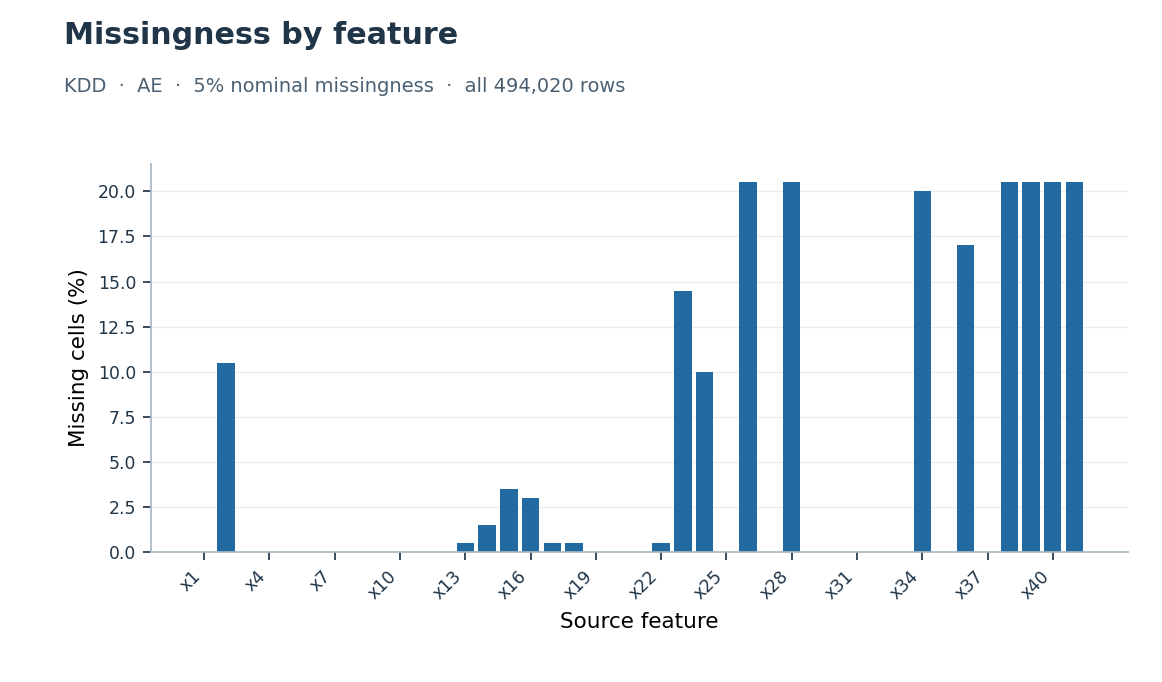 Missingness by feature
KDD · AE · 5% nominal missingness · all 494,020 rows
20.0
17.5
15.0
12.5
10.0
7.5
5.0
2.5
0.0
Missing cells (%)
x1 x4 x7 x10 x13 x16 x19 x22 x25 x28 x31 x34 x37 x40
Source feature